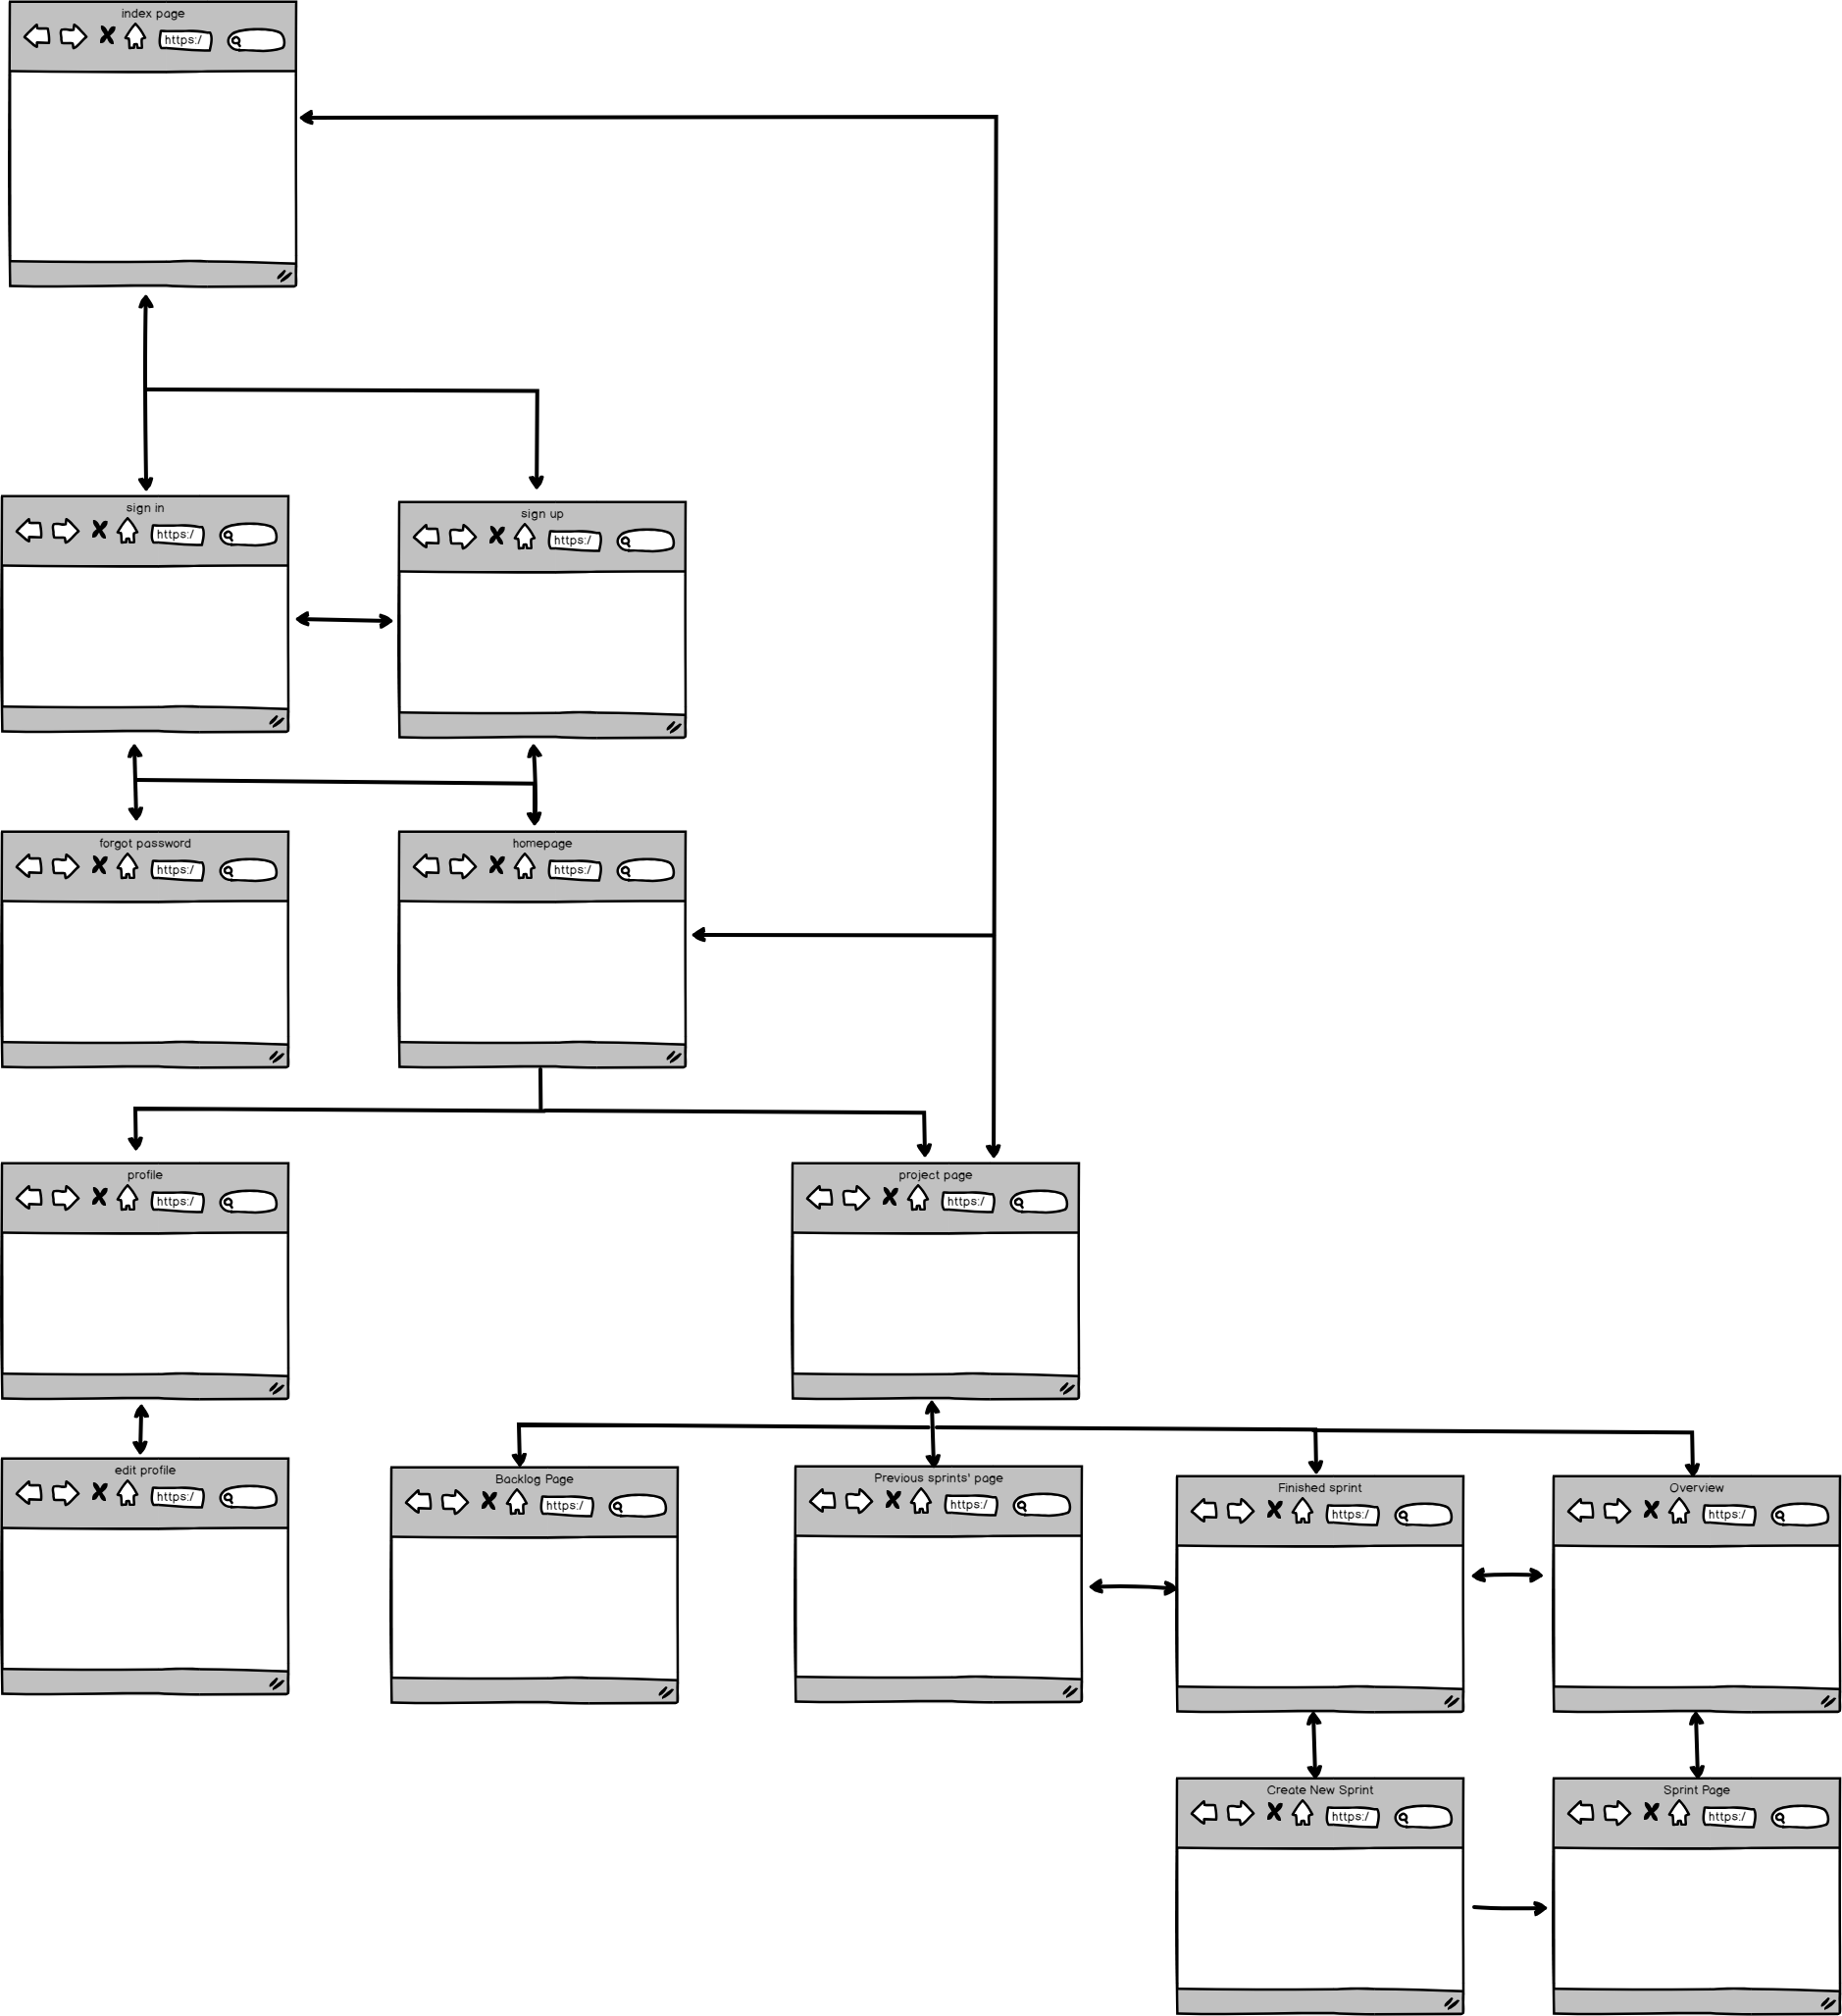 index page
https:/
sign in
https:/
sign up
https:/
forgot password
https:/
homepage
https:/
profile
https:/
project page
https:/
edit profile
https:/
Backlog Page
https:/
Previous sprints' page
https:/
Finished sprint
https:/
Overview
https:/
Create New Sprint
https:/
Sprint Page
https:/